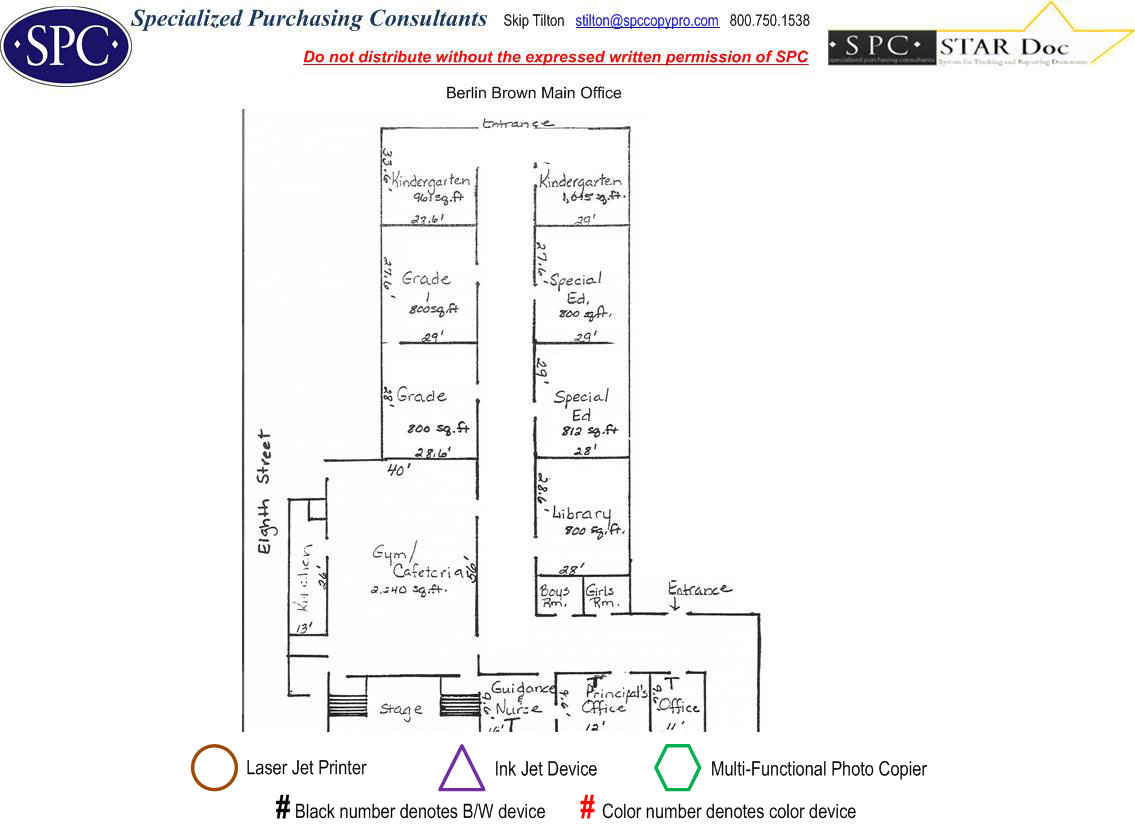 SPC
Specialized Purchasing Consultants Skip Tilton stilton@spccopypro.com 800.750.1538
Do not distribute without the expressed written permission of SPC
SPC STAR Doc
specialized purchasing consultants System for Tracking and Reporting Documents
Berlin Brown Main Office
Entrance
33.6'
Kindergarten
961 sq.ft
23.6'
Kindergarten
1,015 sq.ft.
29'
27.6'
Grade
1
800 sq.ft
29'
27.6'
Special
Ed.
800 sq.ft.
29'
28'
Grade
800 sq.ft
28.6'
29'
Special
Ed
812 sq.ft
28'
Eighth Street
40'
Gym/
Cafeteria
2,240 sq.ft.
56'
Kitchen
26'
13'
28.6'
Library
800 sq.ft.
28'
Boys
Rm.
Girls
Rm.
Entrance
Stage
Guidance
&
Nurse
9.6'
Principal's
Office
9.6'
12'
T
Office
9.6'
11'
Laser Jet Printer
Ink Jet Device
Multi-Functional Photo Copier
# Black number denotes B/W device
# Color number denotes color device